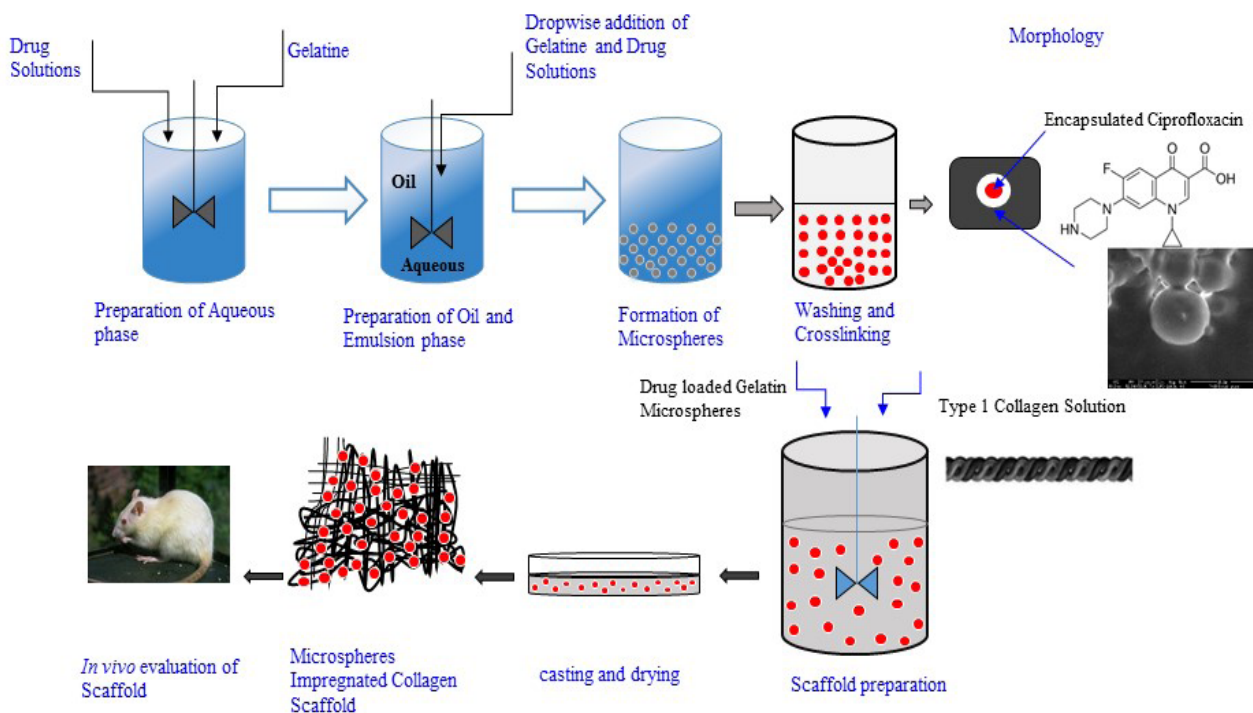 Drug
Solutions
Gelatine
Dropwise addition of
Gelatine and Drug
Solutions
Morphology
Oil
Aqueous
Encapsulated Ciprofloxacin
F
O
O
OH
N
N
HN
Preparation of Aqueous
phase
Preparation of Oil and
Emulsion phase
Formation of
Microspheres
Washing and
Crosslinking
Drug loaded Gelatin
Microspheres
Type 1 Collagen Solution
In vivo evaluation of
Scaffold
Microspheres
Impregnated Collagen
Scaffold
casting and drying
Scaffold preparation